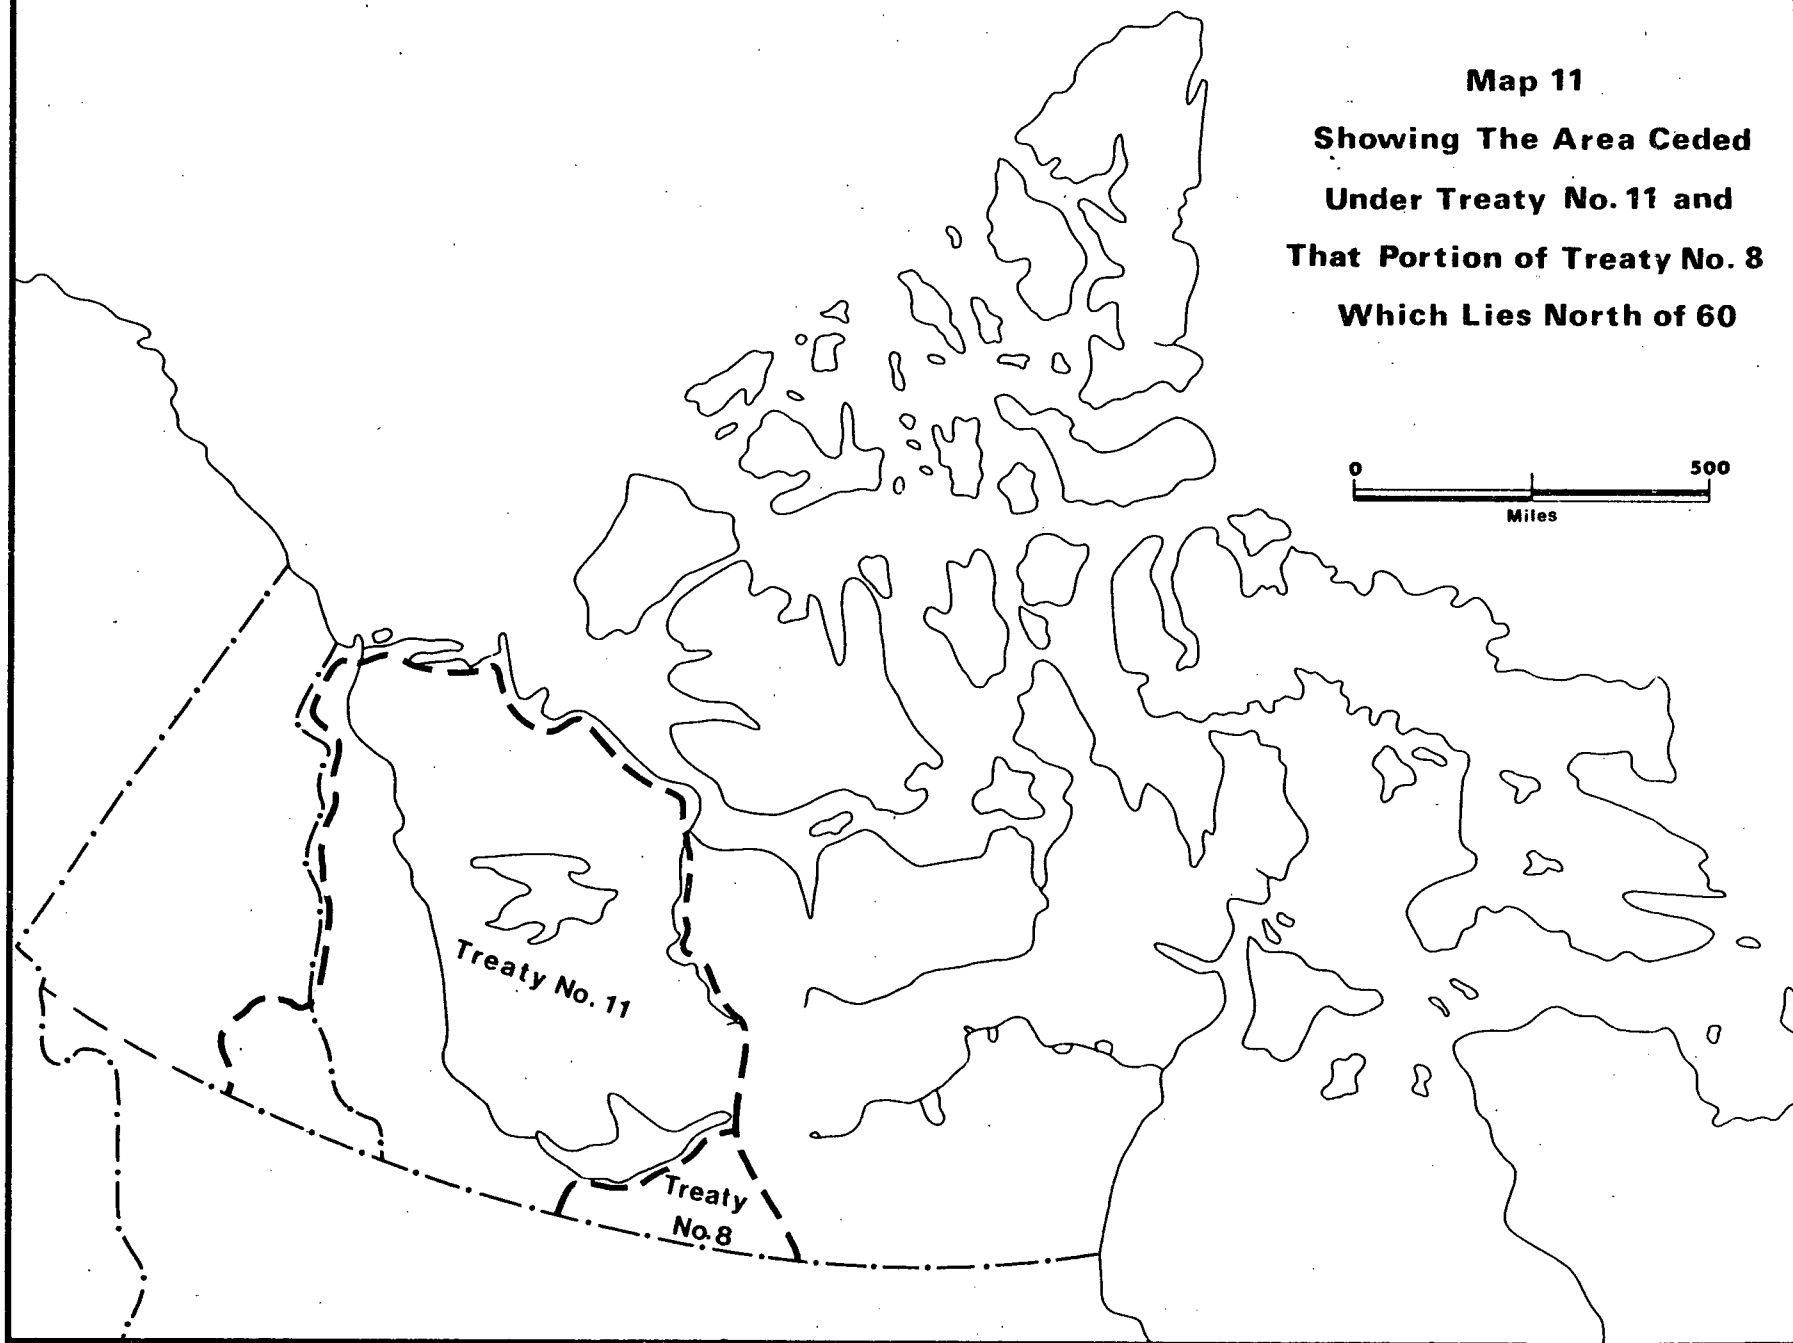 Map 11
Showing The Area Ceded
Under Treaty No. 11 and
That Portion of Treaty No. 8
Which Lies North of 60
0 500
Miles
Treaty No. 11
Treaty
No. 8